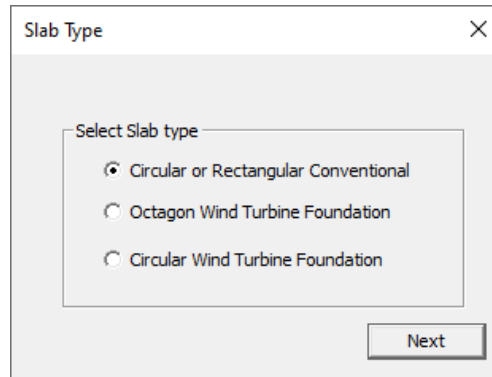 Slab Type
Select Slab type
Circular or Rectangular Conventional
Octagon Wind Turbine Foundation
Circular Wind Turbine Foundation
Next